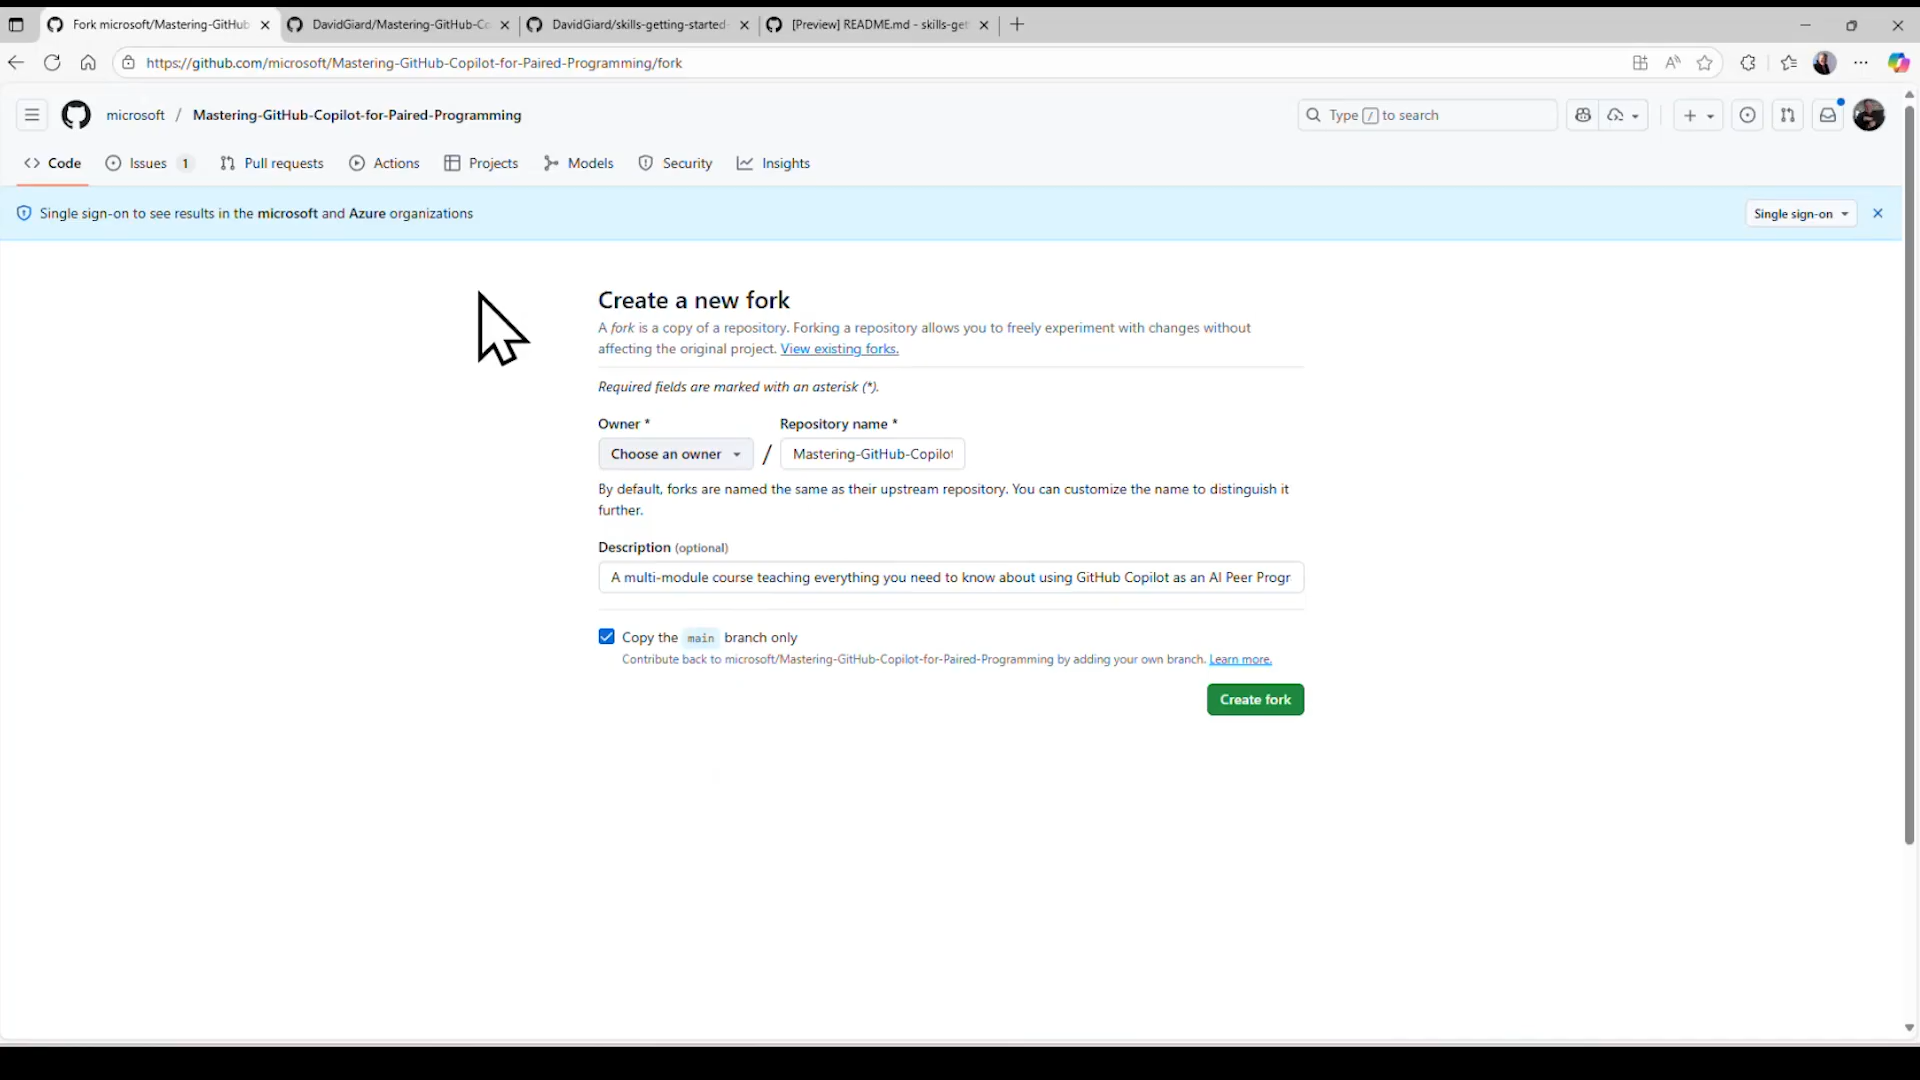 Fork microsoft/Mastering-GitHub
DavidGiard/Mastering-GitHub-Co
DavidGiard/skills-getting-started-
[Preview] README.md - skills-get
https://github.com/microsoft/Mastering-GitHub-Copilot-for-Paired-Programming/fork
microsoft / Mastering-GitHub-Copilot-for-Paired-Programming
Type / to search
Code
Issues 1
Pull requests
Actions
Projects
Models
Security
Insights
Single sign-on to see results in the microsoft and Azure organizations
Single sign-on
Create a new fork
A fork is a copy of a repository. Forking a repository allows you to freely experiment with changes without
affecting the original project. View existing forks.
Required fields are marked with an asterisk (*).
Owner *
Repository name *
Choose an owner
/
Mastering-GitHub-Copilot
By default, forks are named the same as their upstream repository. You can customize the name to distinguish it
further.
Description (optional)
A multi-module course teaching everything you need to know about using GitHub Copilot as an AI Peer Progr
Copy the main branch only
Contribute back to microsoft/Mastering-GitHub-Copilot-for-Paired-Programming by adding your own branch. Learn more.
Create fork